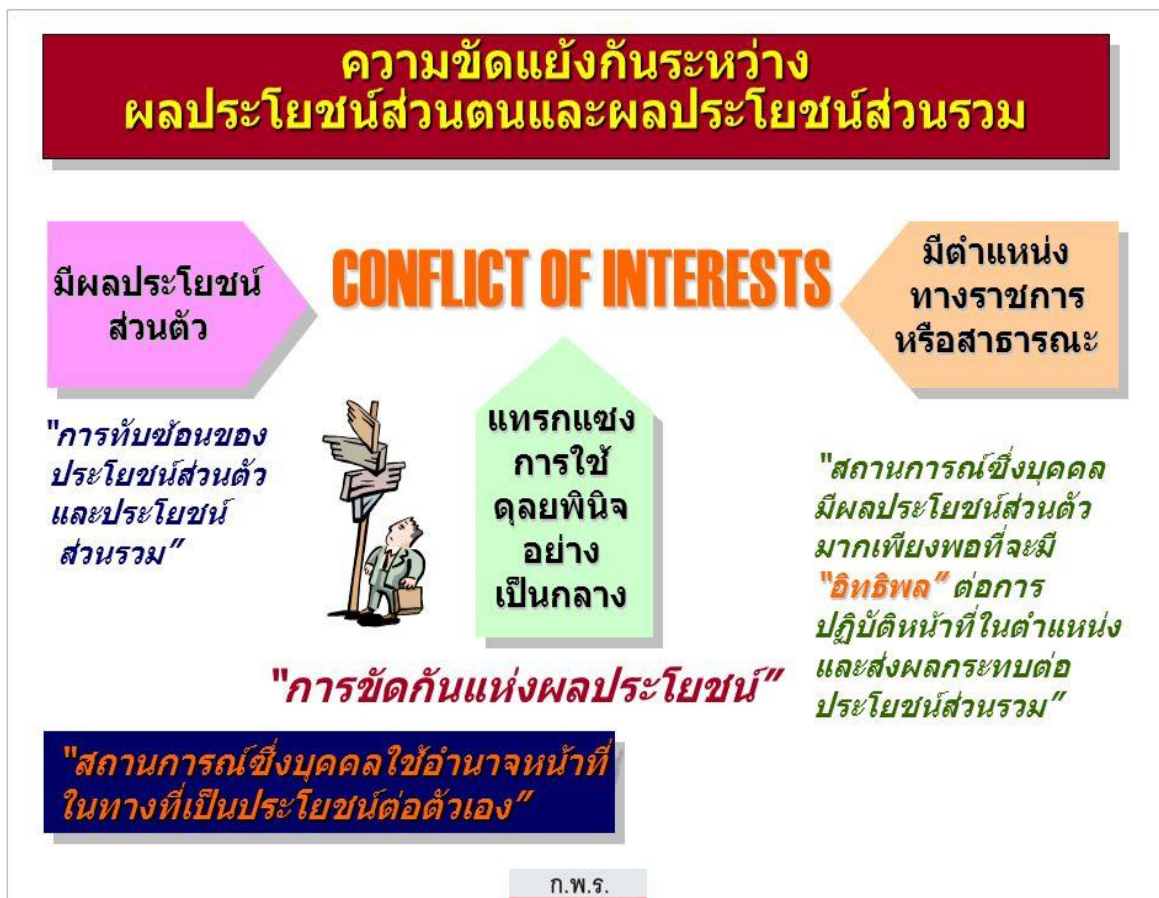 ความขัดแย้งกันระหว่าง
ผลประโยชน์ส่วนตนและผลประโยชน์ส่วนรวม
มีผลประโยชน์
ส่วนตัว
CONFLICT OF INTERESTS
มีตำแหน่ง
ทางราชการ
หรือสาธารณะ
"การทับซ้อนของ
ประโยชน์ส่วนตัว
และประโยชน์
ส่วนรวม"
แทรกแซง
การใช้
ดุลยพินิจ
อย่าง
เป็นกลาง
"สถานการณ์ซึ่งบุคคล
มีผลประโยชน์ส่วนตัว
มากเพียงพอที่จะมี
"อิทธิพล" ต่อการ
ปฏิบัติหน้าที่ในตำแหน่ง
และส่งผลกระทบต่อ
ประโยชน์ส่วนรวม"
"การขัดกันแห่งผลประโยชน์"
"สถานการณ์ซึ่งบุคคลใช้อำนาจหน้าที่
ในทางที่เป็นประโยชน์ต่อตัวเอง"
ก.พ.ร.